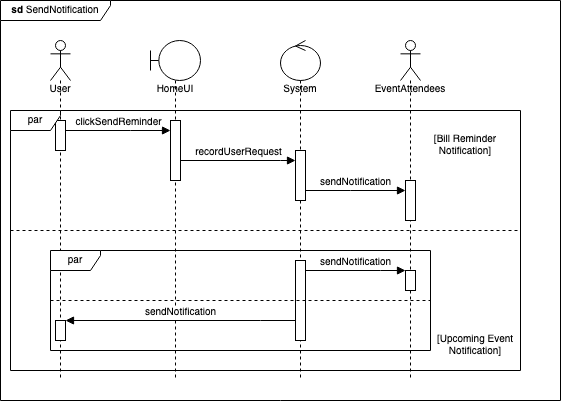 sd SendNotification
User
HomeUI
System
EventAttendees
par
clickSendReminder
[Bill Reminder
Notification]
recordUserRequest
sendNotification
par
sendNotification
sendNotification
[Upcoming Event
Notification]